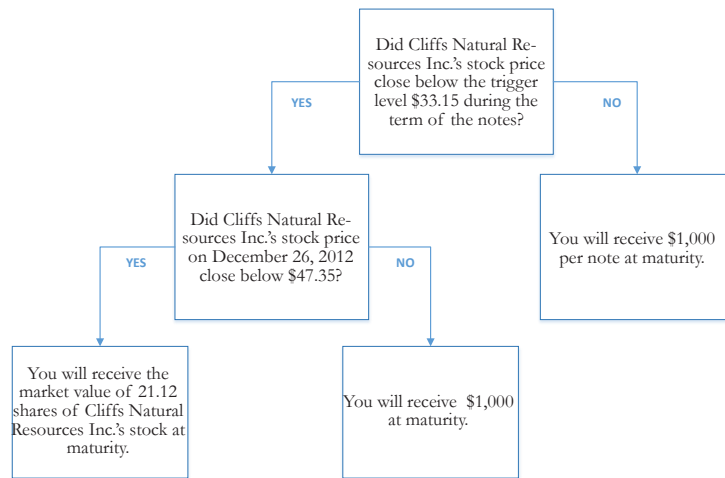 Did Cliffs Natural Re-
sources Inc.'s stock price
close below the trigger
level $33.15 during the
term of the notes?
YES
NO
Did Cliffs Natural Re-
sources Inc.'s stock price
on December 26, 2012
close below $47.35?
You will receive $1,000
per note at maturity.
YES
NO
You will receive the
market value of 21.12
shares of Cliffs Natural
Resources Inc.'s stock at
maturity.
You will receive $1,000
at maturity.